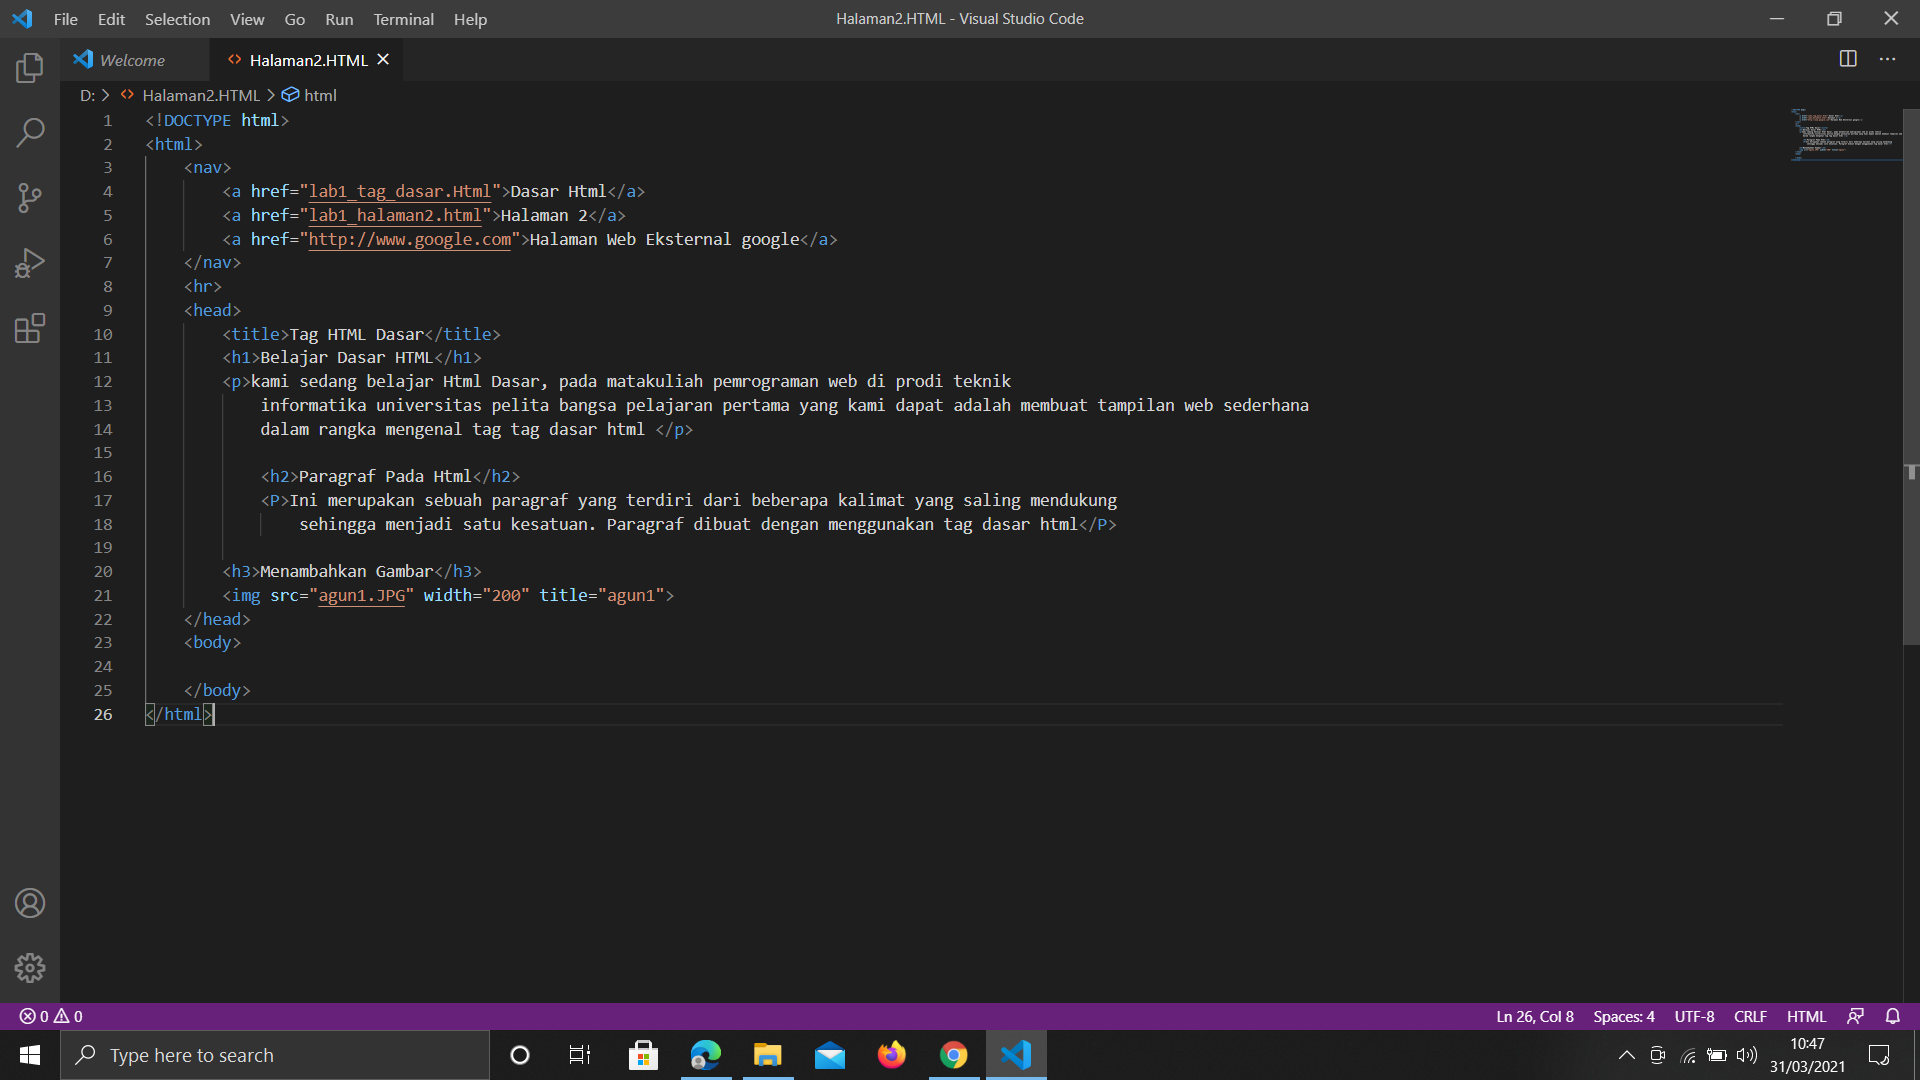 File Edit Selection View Go Run Terminal Help
Halaman2.HTML - Visual Studio Code
Welcome
Halaman2.HTML
D: > Halaman2.HTML > html
1 <!DOCTYPE html>
2 <html>
3 <nav>
4 <a href="lab1_tag_dasar.Html">Dasar Html</a>
5 <a href="lab1_halaman2.html">Halaman 2</a>
6 <a href="http://www.google.com">Halaman Web Eksternal google</a>
7 </nav>
8 <hr>
9 <head>
10 <title>Tag HTML Dasar</title>
11 <h1>Belajar Dasar HTML</h1>
12 <p>kami sedang belajar Html Dasar, pada matakuliah pemrograman web di prodi teknik
13 informatika universitas pelita bangsa pelajaran pertama yang kami dapat adalah membuat tampilan web sederhana
14 dalam rangka mengenal tag tag dasar html </p>
15
16 <h2>Paragraf Pada Html</h2>
17 <P>Ini merupakan sebuah paragraf yang terdiri dari beberapa kalimat yang saling mendukung
18 sehingga menjadi satu kesatuan. Paragraf dibuat dengan menggunakan tag dasar html</P>
19
20 <h3>Menambahkan Gambar</h3>
21 <img src="agun1.JPG" width="200" title="agun1">
22 </head>
23 <body>
24
25 </body>
26 </html>
0 0
Ln 26, Col 8 Spaces: 4 UTF-8 CRLF HTML
Type here to search
10:47
31/03/2021